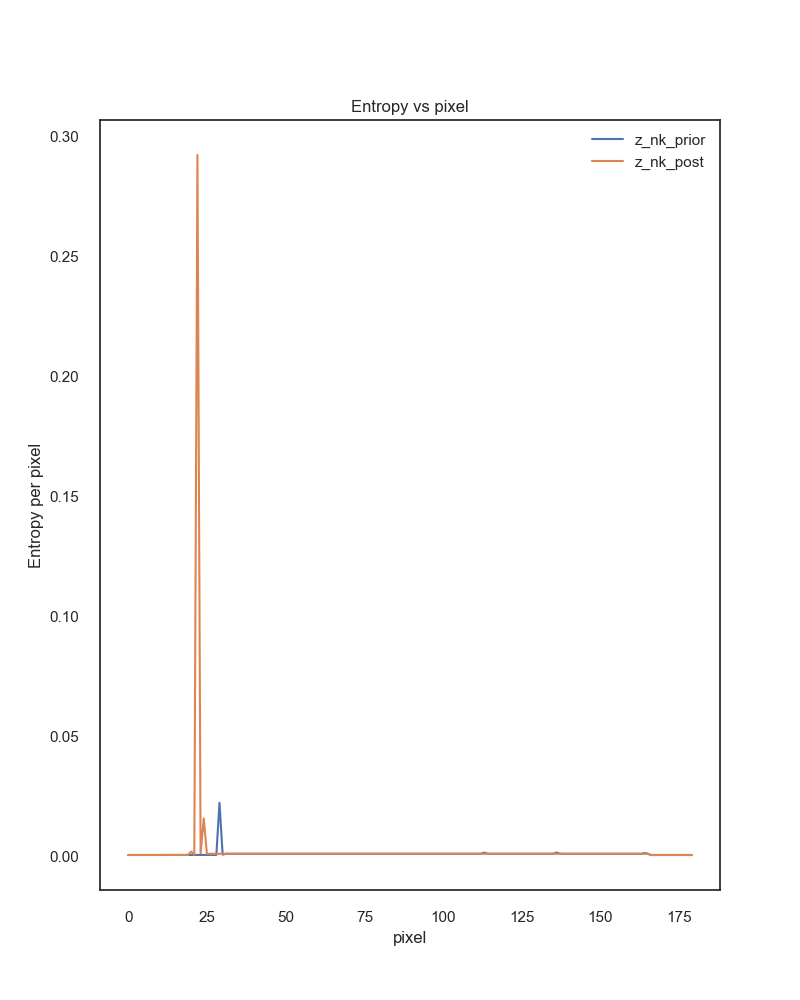 Entropy vs pixel
z_nk_prior
z_nk_post
0.30
0.25
0.20
0.15
0.10
0.05
0.00
Entropy per pixel
0 25 50 75 100 125 150 175
pixel